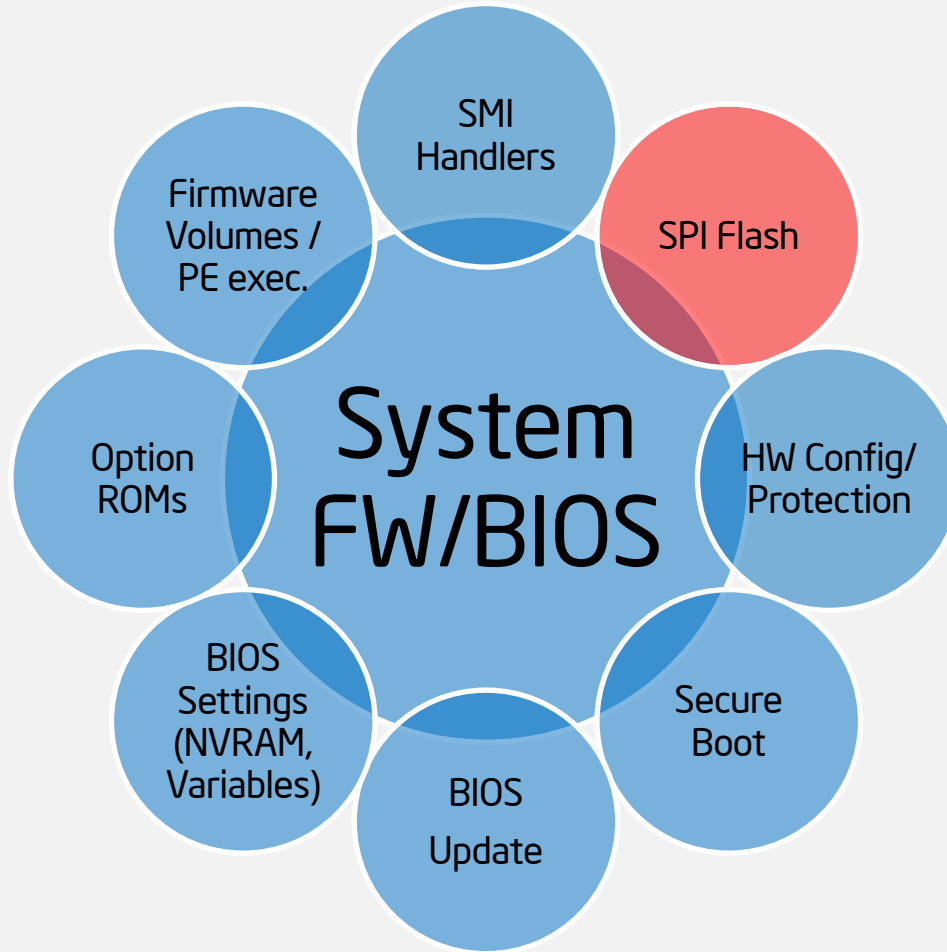 SMI
Handlers
Firmware
Volumes /
PE exec.
SPI Flash
System
FW/BIOS
Option
ROMs
HW Config/
Protection
BIOS
Settings
(NVRAM,
Variables)
Secure
Boot
BIOS
Update